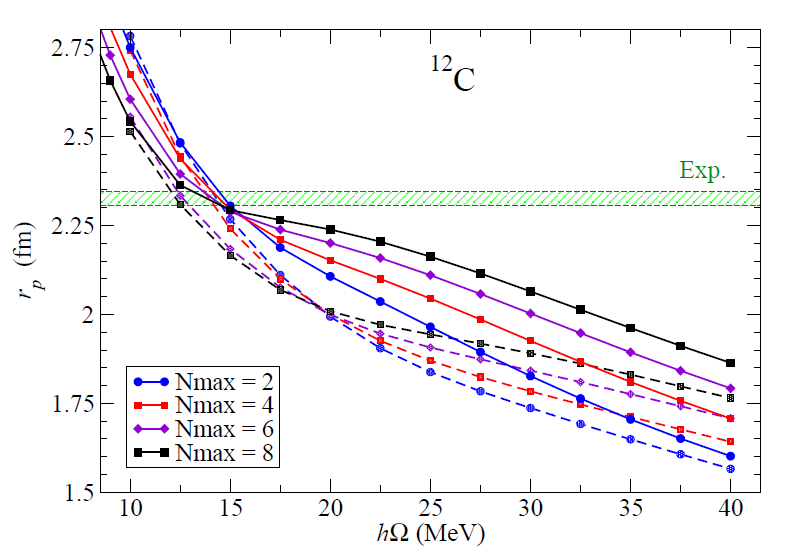 ¹²C
Exp.
2.75
2.5
2.25
2
1.75
1.5
r_p (fm)
Nmax = 2
Nmax = 4
Nmax = 6
Nmax = 8
10 15 20 25 30 35 40
hΩ (MeV)